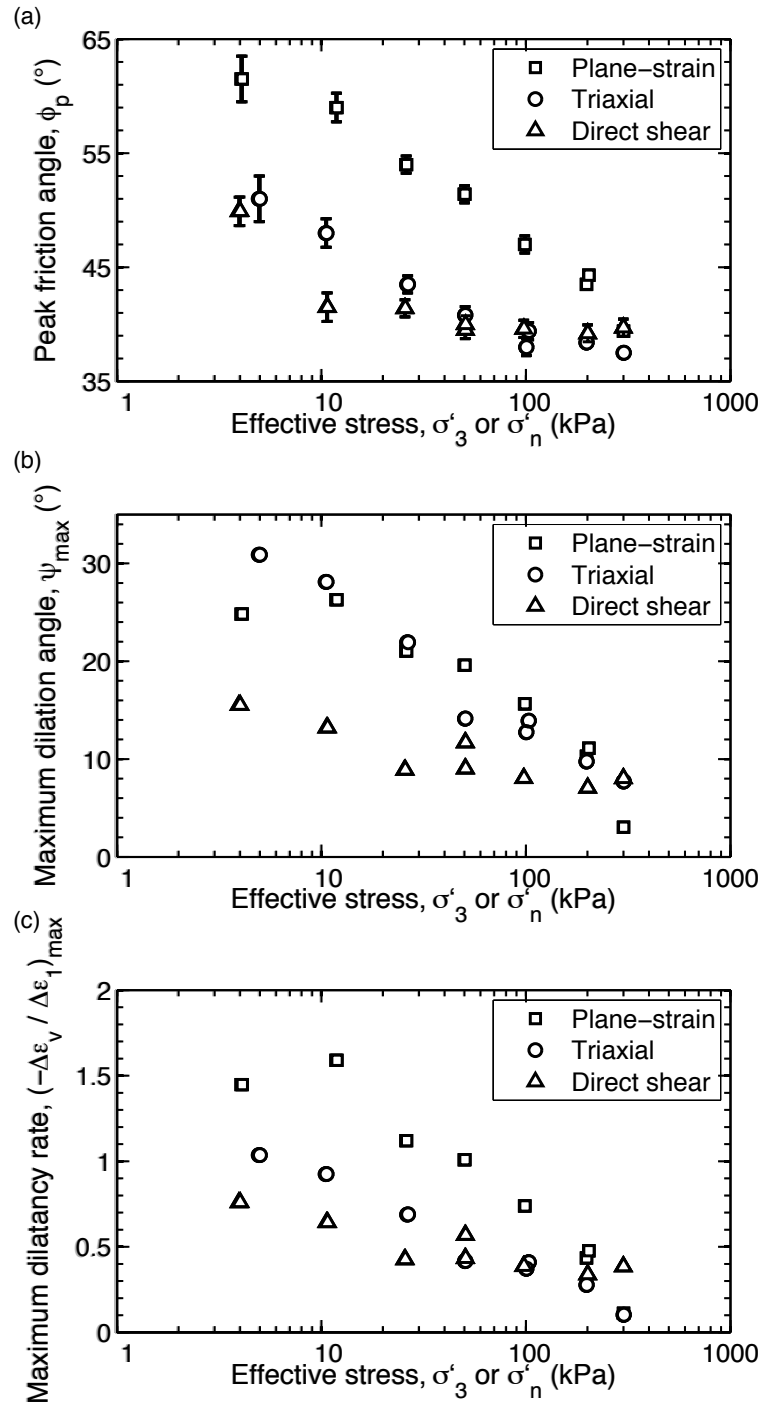 (a)
65
55
45
35
Peak friction angle, ϕp (°)
Plane−strain
Triaxial
Direct shear
1 10 100 1000
Effective stress, σ‘3 or σ‘n (kPa)
(b)
30
20
10
0
Maximum dilation angle, ψmax (°)
Plane−strain
Triaxial
Direct shear
1 10 100 1000
Effective stress, σ‘3 or σ‘n (kPa)
(c)
2
1.5
1
0.5
0
Maximum dilatancy rate, (−Δεv / Δε1)max
Plane−strain
Triaxial
Direct shear
1 10 100 1000
Effective stress, σ‘3 or σ‘n (kPa)